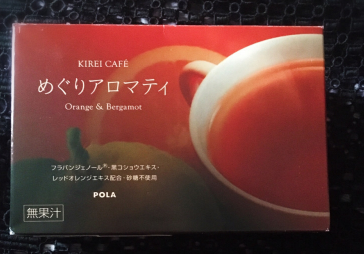 KIREI CAFÉ
めぐりアロマティ
Orange & Bergamot
フラバンジェノール®・黒コショウエキス・
レッドオレンジエキス配合・砂糖不使用
POLA
無果汁